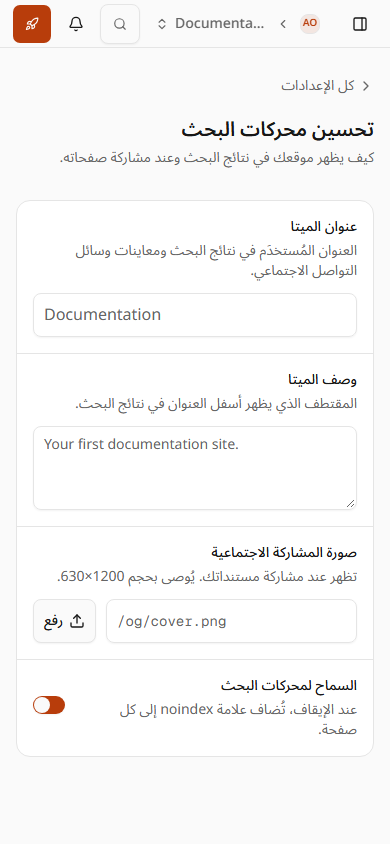 AO
Documenta...
كل الإعدادات
تحسين محركات البحث
كيف يظهر موقعك في نتائج البحث وعند مشاركة صفحاته.
عنوان الميتا
العنوان المُستخدَم في نتائج البحث ومعاينات وسائل
التواصل الاجتماعي.
Documentation
وصف الميتا
المقتطف الذي يظهر أسفل العنوان في نتائج البحث.
Your first documentation site.
صورة المشاركة الاجتماعية
تظهر عند مشاركة مستنداتك. يُوصى بحجم 1200×630.
/og/cover.png
رفع
السماح لمحركات البحث
عند الإيقاف، تُضاف علامة noindex إلى كل
صفحة.